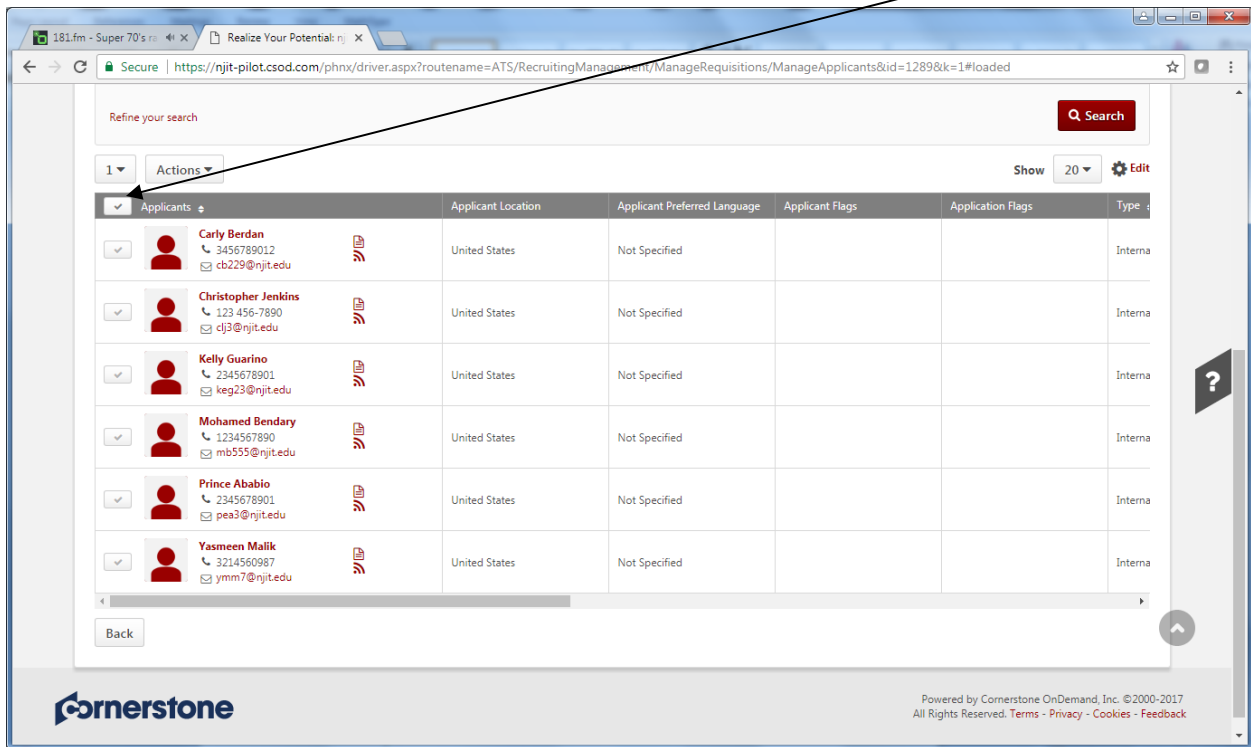 181.fm - Super 70's ra
Realize Your Potential: nj
Secure | https://njit-pilot.csod.com/phnx/driver.aspx?routename=ATS/RecruitingManagement/ManageRequisitions/ManageApplicants&id=1289&k=1#loaded
Refine your search
Search
1 Actions Show 20 Edit
Applicants Applicant Location Applicant Preferred Language Applicant Flags Application Flags Type
Carly Berdan
3456789012 United States Not Specified Interna
cb229@njit.edu
Christopher Jenkins
123 456-7890 United States Not Specified Interna
clj3@njit.edu
Kelly Guarino
2345678901 United States Not Specified Interna
keg23@njit.edu
Mohamed Bendary
1234567890 United States Not Specified Interna
mb555@njit.edu
Prince Ababio
2345678901 United States Not Specified Interna
pea3@njit.edu
Yasmeen Malik
3214560987 United States Not Specified Interna
ymm7@njit.edu
?
Back
cornerstone
Powered by Cornerstone OnDemand, Inc. ©2000-2017
All Rights Reserved. Terms - Privacy - Cookies - Feedback